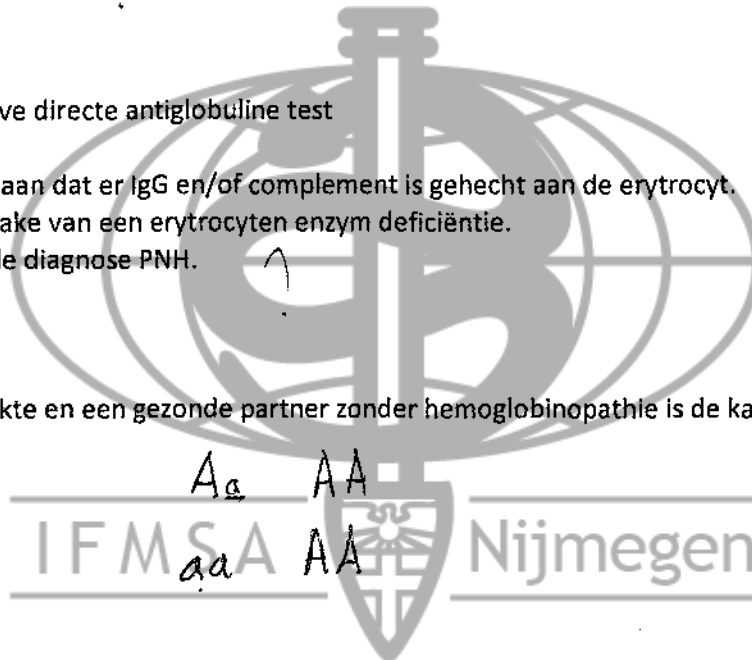 ve directe antiglobuline test
aan dat er IgG en/of complement is gehecht aan de erytrocyt.
ake van een erytrocyten enzym deficiëntie.
le diagnose PNH.
?
kte en een gezonde partner zonder hemoglobinopathie is de ka
Aa AA
IFMSA Nijmegen
aa AA